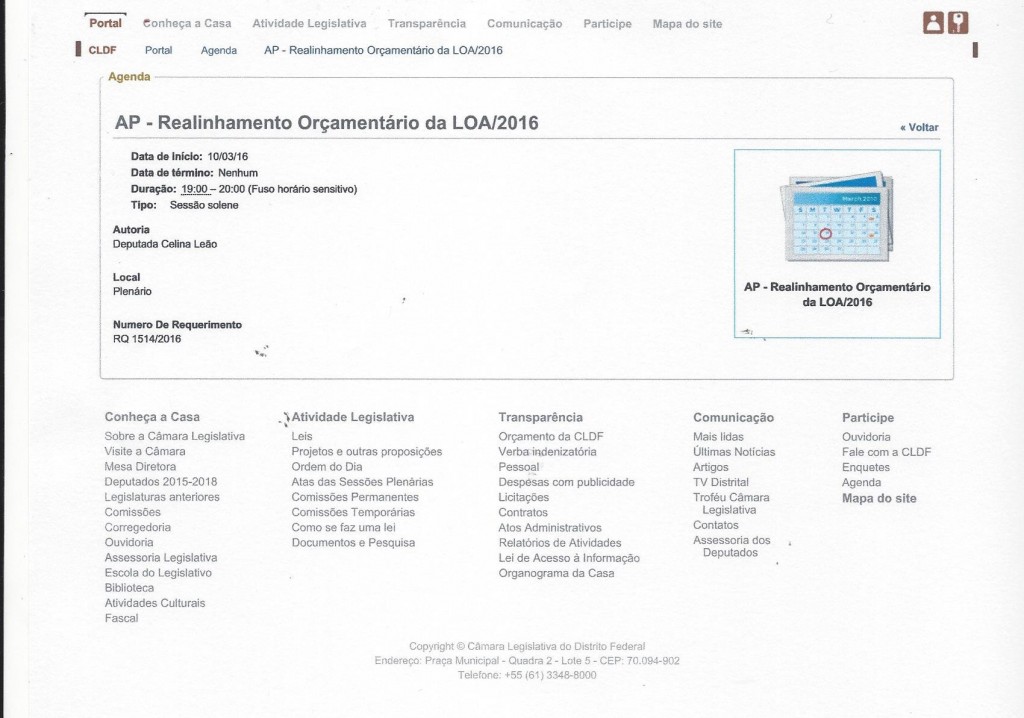 Portal Conheça a Casa Atividade Legislativa Transparência Comunicação Participe Mapa do site
CLDF Portal Agenda AP - Realinhamento Orçamentário da LOA/2016
Agenda
AP - Realinhamento Orçamentário da LOA/2016
« Voltar
Data de Início: 10/03/16
Data de término: Nenhum
Duração: 19:00 – 20:00 (Fuso horário sensitivo)
Tipo: Sessão solene
Autoria
Deputada Celina Leão
Local
Plenário
Numero De Requerimento
RQ 1514/2016
March 2010
S M T W T F S
AP - Realinhamento Orçamentário
da LOA/2016
Conheça a Casa
Sobre a Câmara Legislativa
Visite a Câmara
Mesa Diretora
Deputados 2015-2018
Legislaturas anteriores
Comissões
Corregedoria
Ouvidoria
Assessoria Legislativa
Escola do Legislativo
Biblioteca
Atividades Culturais
Fascal
Atividade Legislativa
Leis
Projetos e outras proposições
Ordem do Dia
Atas das Sessões Plenárias
Comissões Permanentes
Comissões Temporárias
Como se faz uma lei
Documentos e Pesquisa
Transparência
Orçamento da CLDF
Verba indenizatória
Pessoal
Despesas com publicidade
Licitações
Contratos
Atos Administrativos
Relatórios de Atividades
Lei de Acesso à Informação
Organograma da Casa
Comunicação
Mais lidas
Últimas Notícias
Artigos
TV Distrital
Troféu Câmara
Legislativa
Contatos
Assessoria dos
Deputados
Participe
Ouvidoria
Fale com a CLDF
Enquetes
Agenda
Mapa do site
Copyright © Câmara Legislativa do Distrito Federal
Endereço: Praça Municipal - Quadra 2 - Lote 5 - CEP: 70.094-902
Telefone: +55 (61) 3348-8000